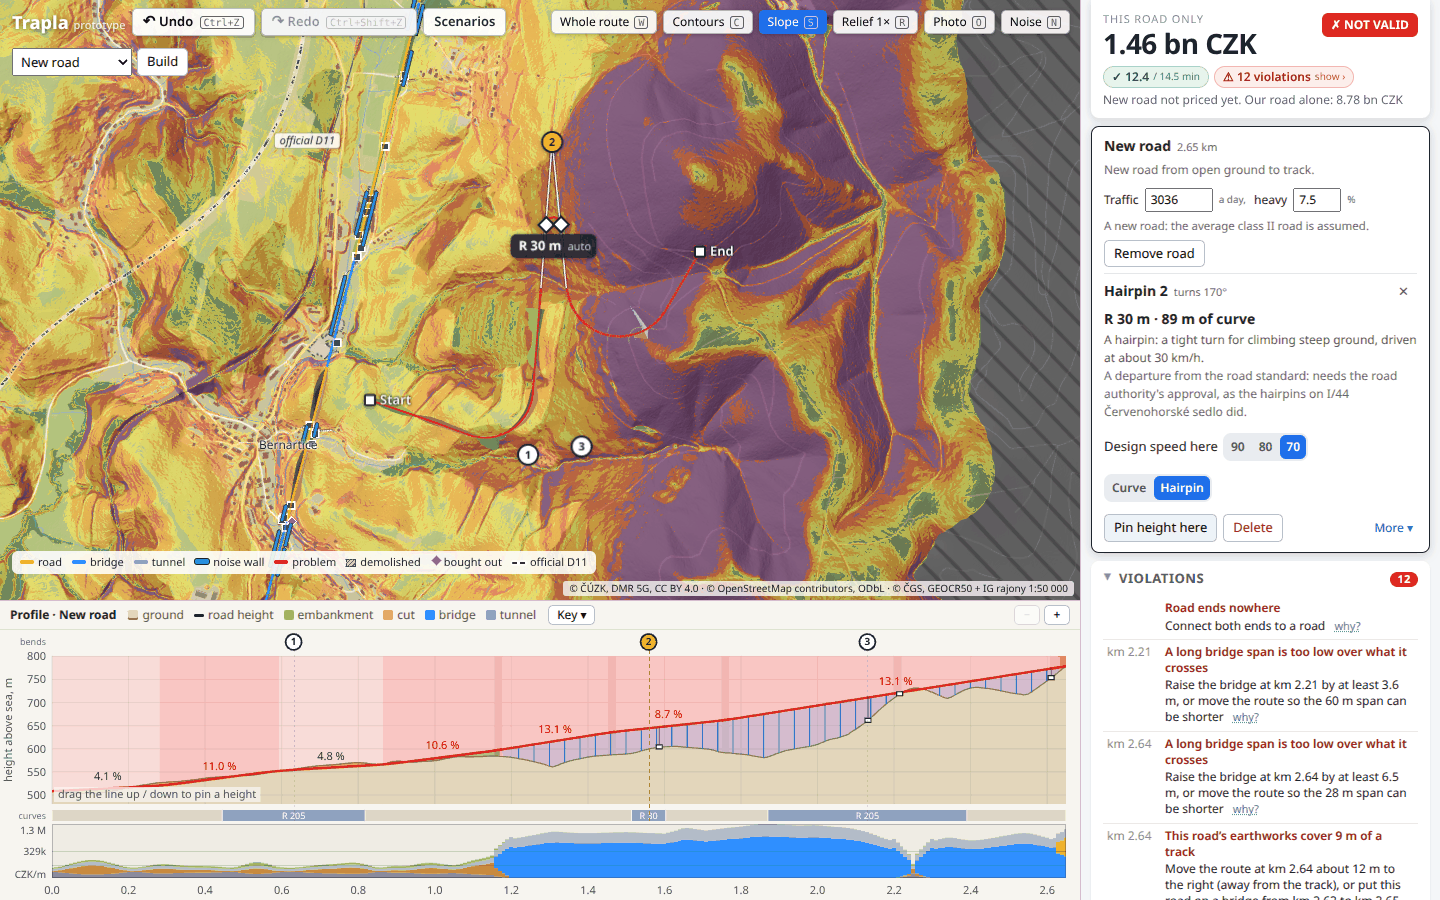 Trapla prototype
↶ Undo Ctrl+Z
↷ Redo Ctrl+Shift+Z
Scenarios
Whole route W
Contours C
Slope S
Relief 1× R
Photo O
Noise N
New road
Build
official D11
2
R 30 m auto
End
Start
1
3
Bernartice
road
bridge
tunnel
noise wall
problem
demolished
bought out
official D11
© ČÚZK, DMR 5G, CC BY 4.0 · © OpenStreetMap contributors, ODbL · © ČGS, GEOCR50 + IG rajony 1:50 000
Profile · New road
ground
road height
embankment
cut
bridge
tunnel
Key ▾
−
+
bends
1
2
3
height above sea, m
800
750
700
650
600
550
500
4.1 %
11.0 %
4.8 %
10.6 %
13.1 %
8.7 %
13.1 %
drag the line up / down to pin a height
curves
R 205
R 30
R 205
1.3 M
329k
CZK/m
0.0 0.2 0.4 0.6 0.8 1.0 1.2 1.4 1.6 1.8 2.0 2.2 2.4 2.6
THIS ROAD ONLY
1.46 bn CZK
✗ NOT VALID
✓ 12.4 / 14.5 min
⚠ 12 violations show ›
New road not priced yet. Our road alone: 8.78 bn CZK
New road 2.65 km
New road from open ground to track.
Traffic 3036 a day, heavy 7.5 %
A new road: the average class II road is assumed.
Remove road
Hairpin 2 turns 170° ✕
R 30 m · 89 m of curve
A hairpin: a tight turn for climbing steep ground, driven
at about 30 km/h.
A departure from the road standard: needs the road
authority's approval, as the hairpins on I/44
Červenohorské sedlo did.
Design speed here 90 80 70
Curve Hairpin
Pin height here
Delete
More ▾
▼ VIOLATIONS 12
Road ends nowhere
Connect both ends to a road why?
km 2.21 A long bridge span is too low over what it
crosses
Raise the bridge at km 2.21 by at least 3.6
m, or move the route so the 60 m span can
be shorter why?
km 2.64 A long bridge span is too low over what it
crosses
Raise the bridge at km 2.64 by at least 6.5
m, or move the route so the 28 m span can
be shorter why?
km 2.64 This road's earthworks cover 9 m of a
track
Move the route at km 2.64 about 12 m to
the right (away from the track), or put this
road on a bridge from km 2.63 to km 2.65